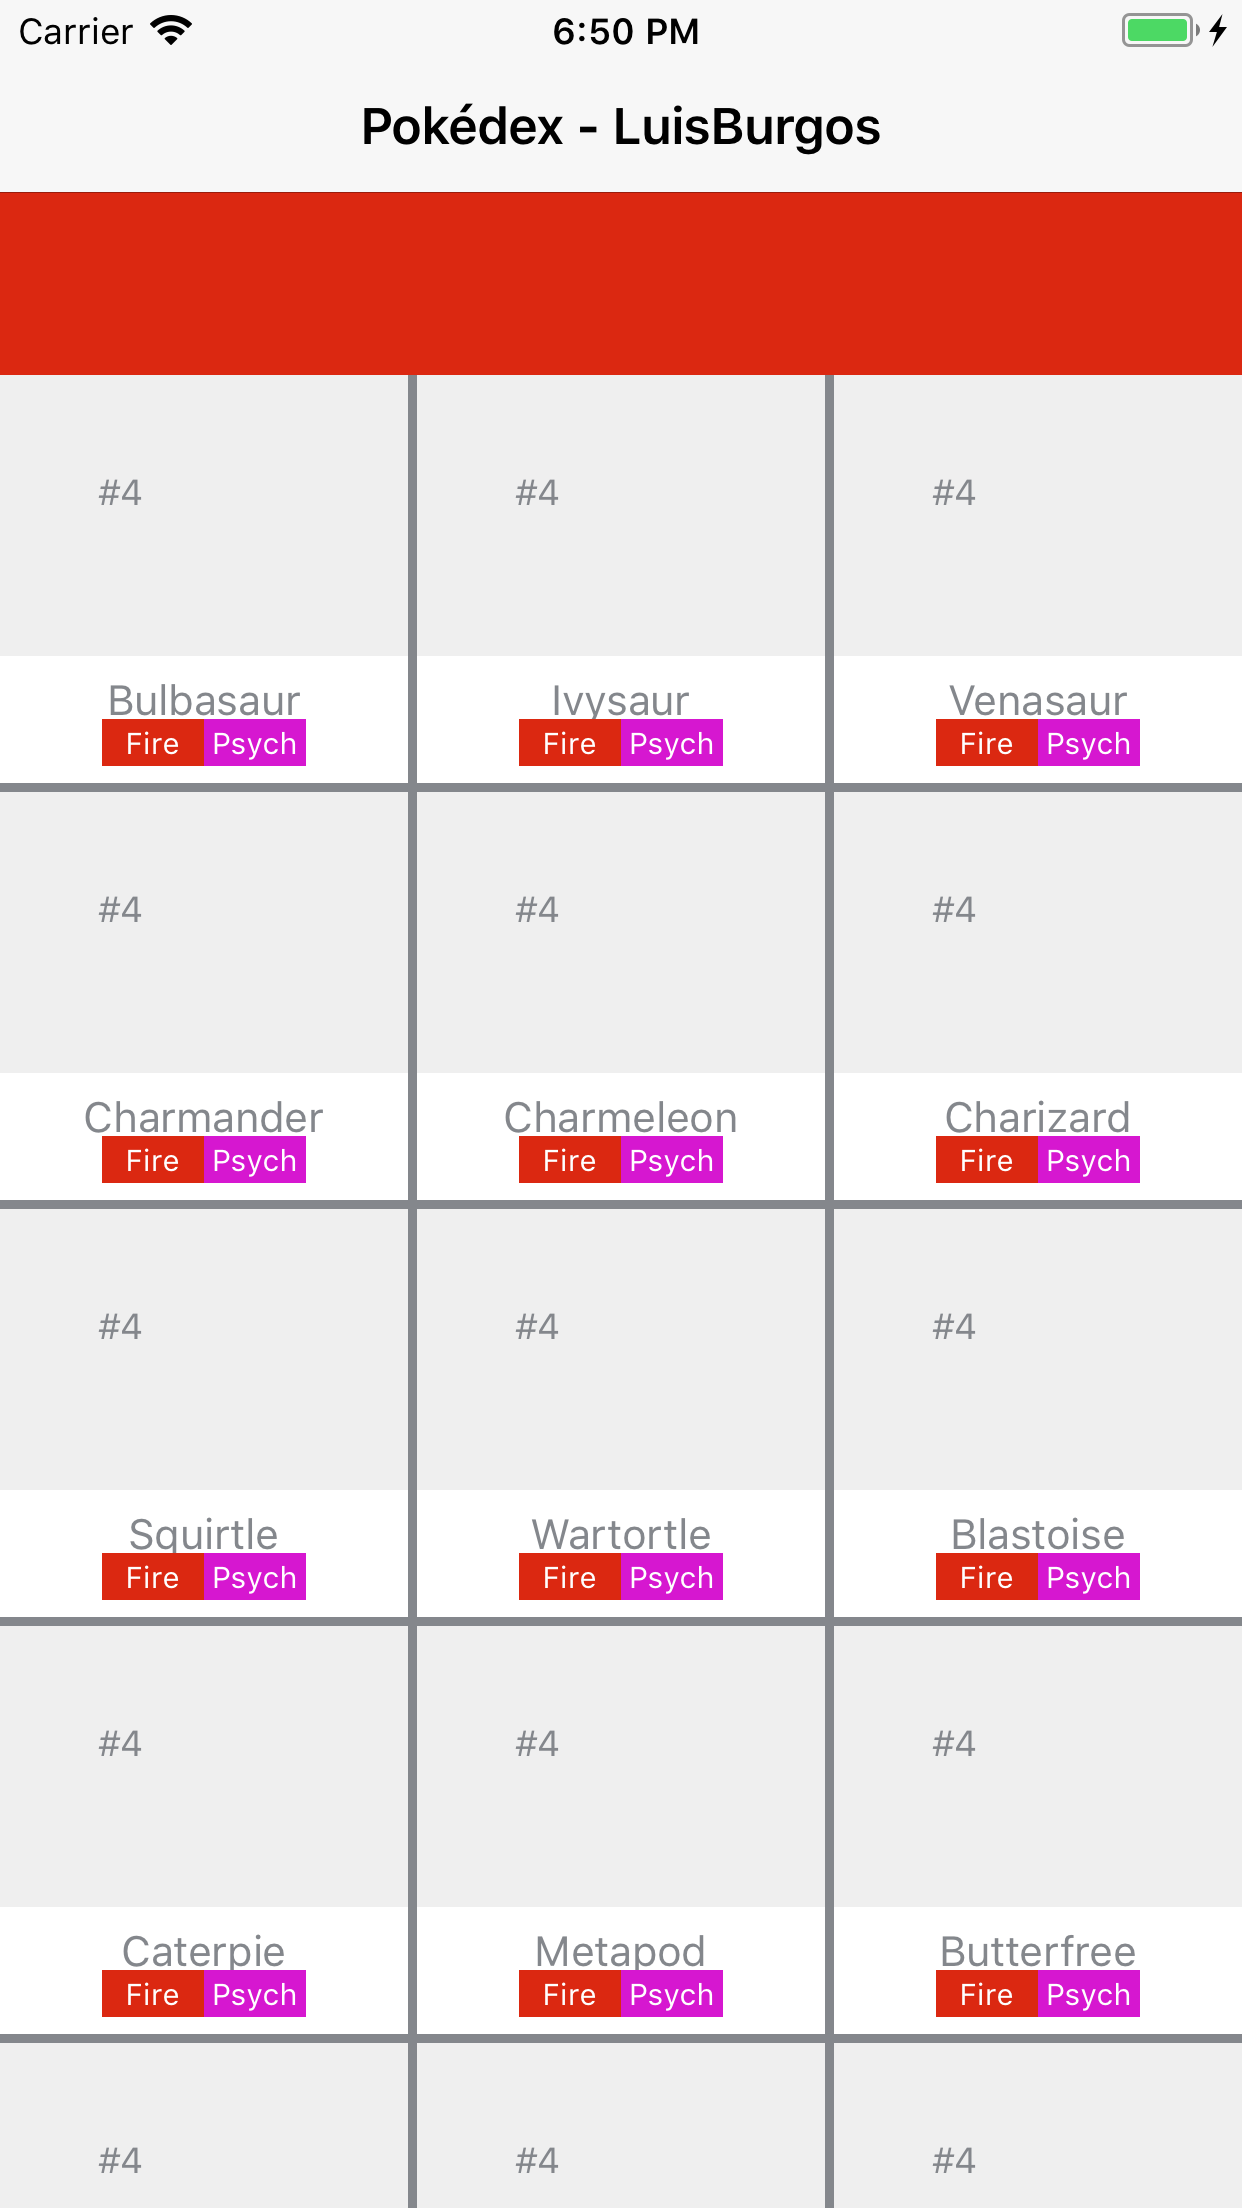 Carrier 6:50 PM
Pokédex - LuisBurgos
#4 #4 #4
Bulbasaur Ivysaur Venasaur
Fire Psych Fire Psych Fire Psych
#4 #4 #4
Charmander Charmeleon Charizard
Fire Psych Fire Psych Fire Psych
#4 #4 #4
Squirtle Wartortle Blastoise
Fire Psych Fire Psych Fire Psych
#4 #4 #4
Caterpie Metapod Butterfree
Fire Psych Fire Psych Fire Psych
#4 #4 #4